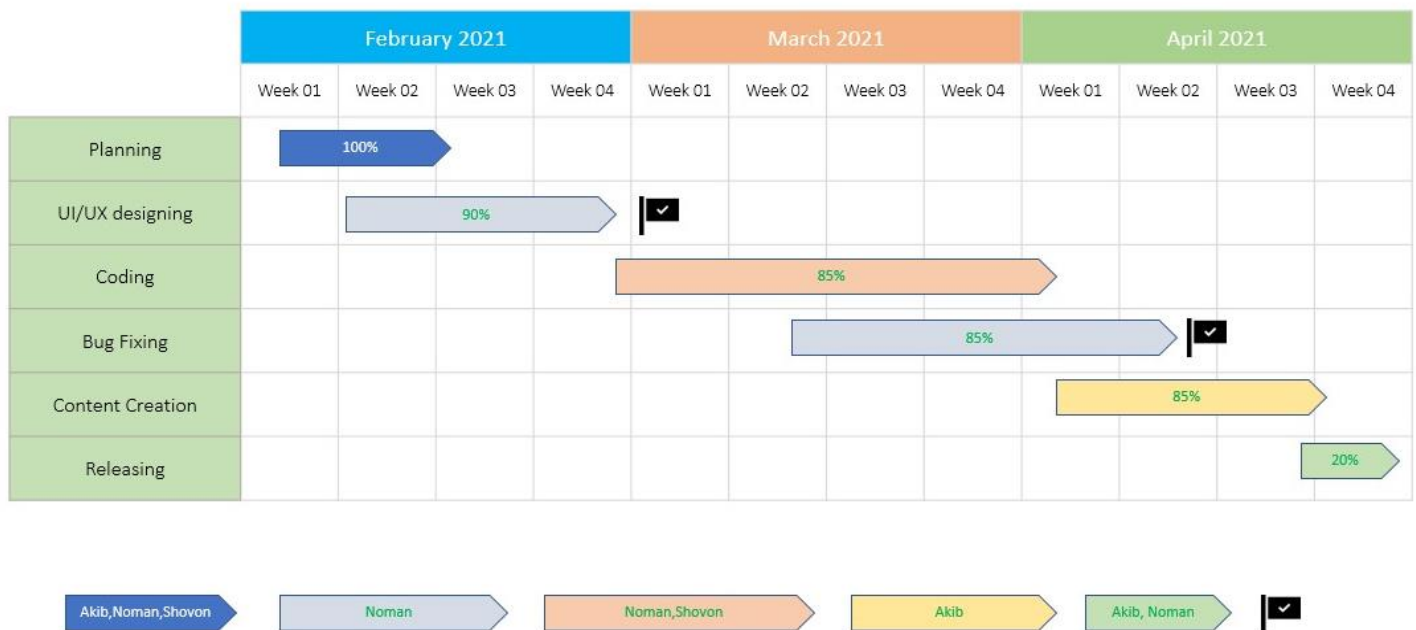 February 2021 March 2021 April 2021
Week 01 Week 02 Week 03 Week 04 Week 01 Week 02 Week 03 Week 04 Week 01 Week 02 Week 03 Week 04
Planning 100%
UI/UX designing 90%
Coding 85%
Bug Fixing 85%
Content Creation 85%
Releasing 20%
Akib,Noman,Shovon Noman Noman,Shovon Akib Akib, Noman